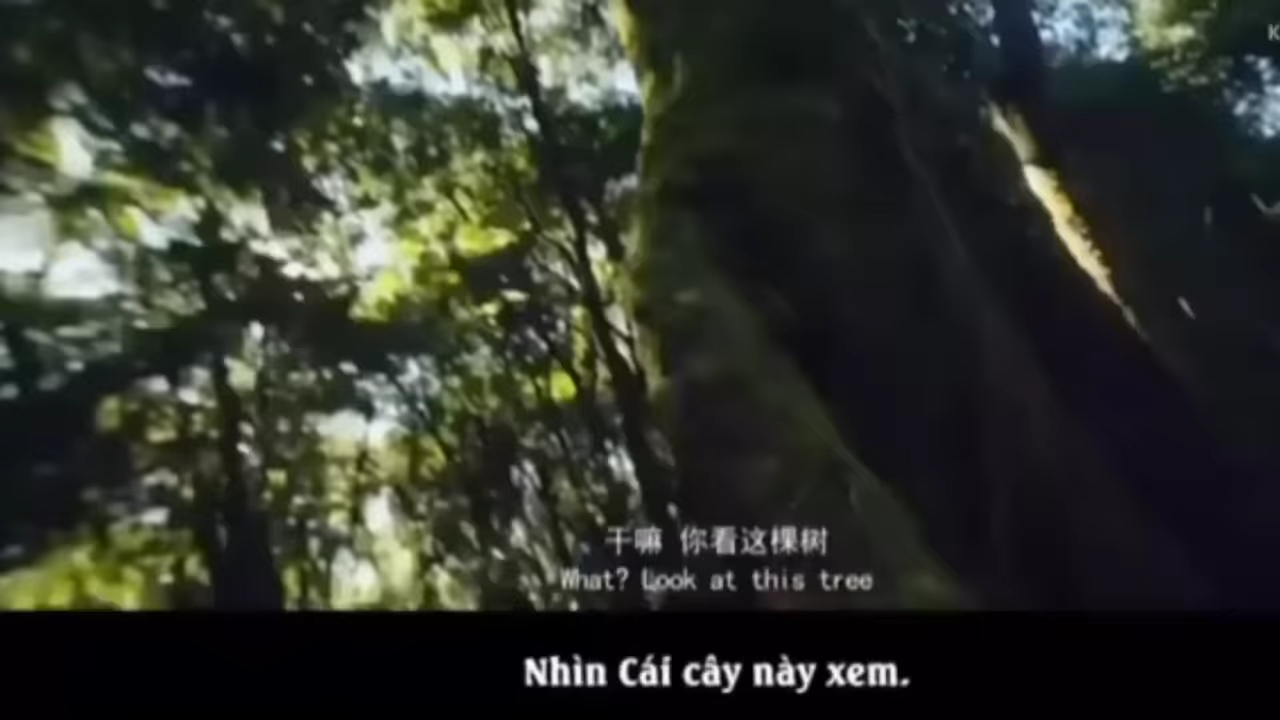 K
干嘛 你看这棵树
What? Look at this tree
Nhìn Cái cây này xem.